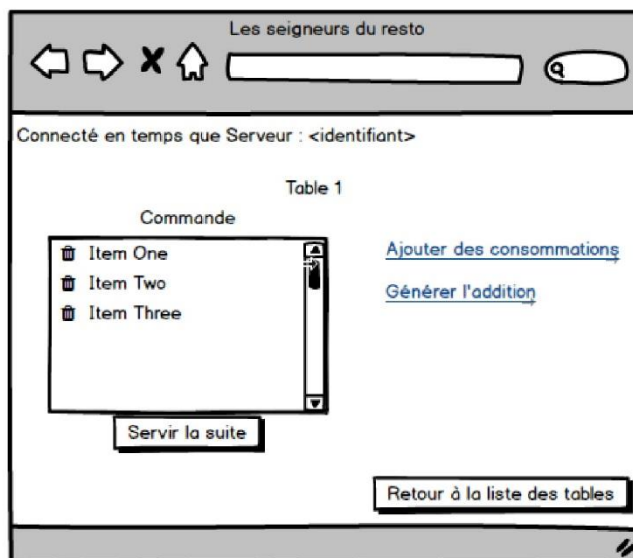 Les seigneurs du resto
Connecté en temps que Serveur : <identifiant>
Table 1
Commande
Item One
Item Two
Item Three
Ajouter des consommations
Générer l'addition
Servir la suite
Retour à la liste des tables